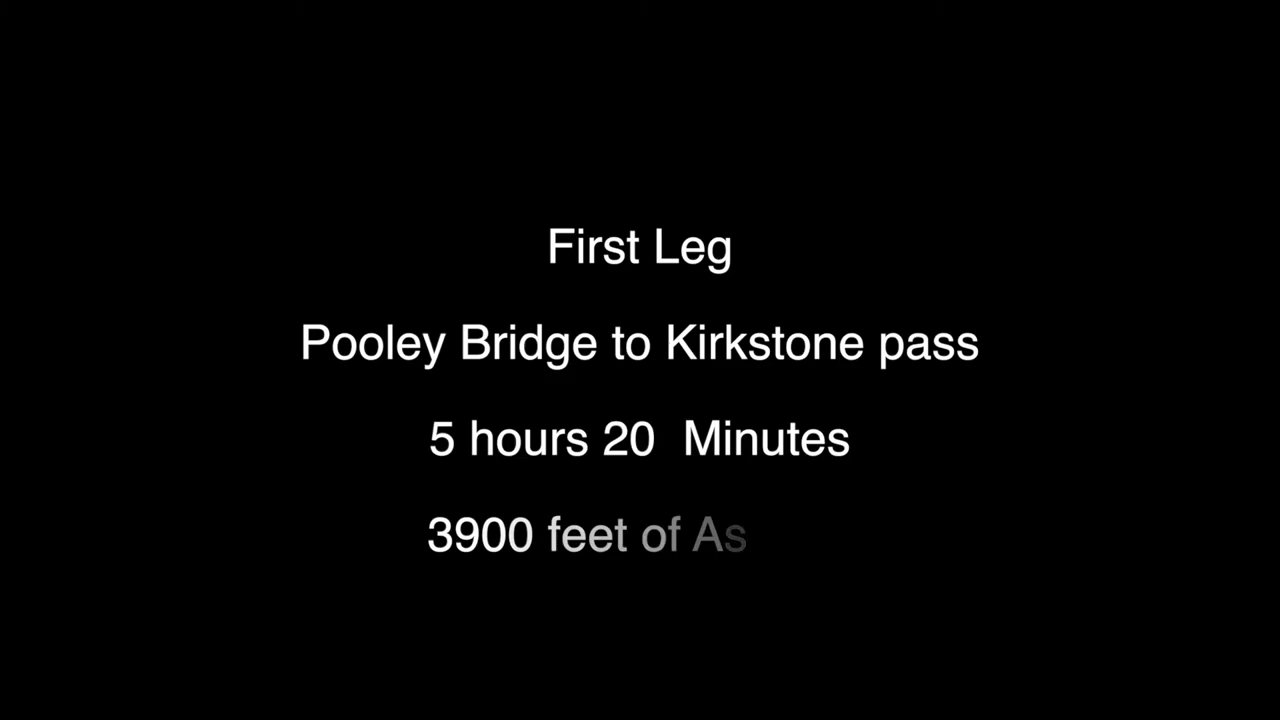 First Leg
Pooley Bridge to Kirkstone pass
5 hours 20  Minutes
3900 feet of As